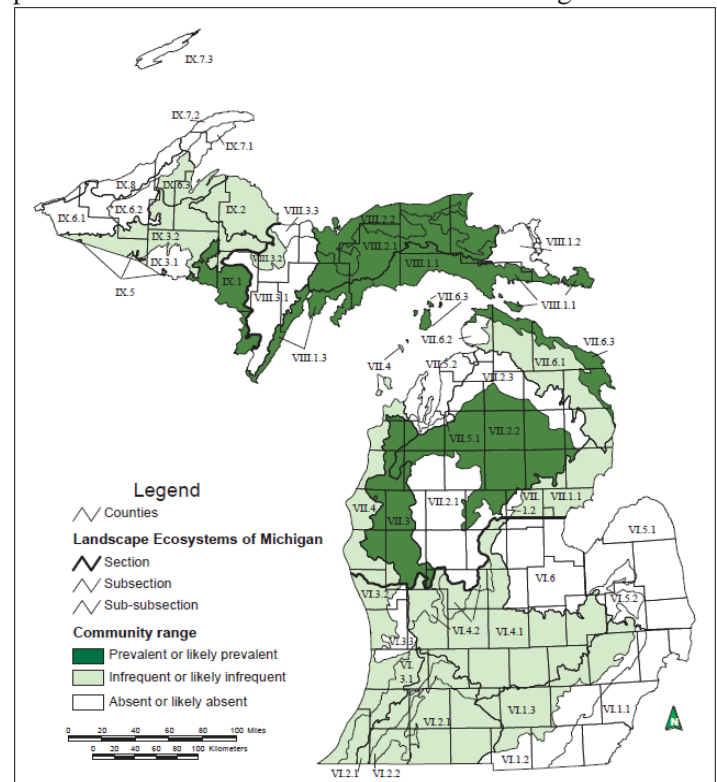 IX.7.3
IX.7.2
IX.7.1
IX.8
IX.6.3
IX.6.1
IX.6.2
IX.2
VIII.3.3
VIII.2.2
IX.3.2
VIII.2.1
VIII.1.2
IX.3.1
VIII.3.2
VIII.1.1
IX.5
IX.1
VIII.3.1
VIII.1.1
VII.6.3
VIII.1.3
VII.6.2
VII.6.3
VII.4
VII.5.2
VII.6.1
VII.2.3
VII.5.1
VII.2.2
Legend
Counties
Landscape Ecosystems of Michigan
Section
Subsection
Sub-subsection
Community range
Prevalent or likely prevalent
Infrequent or likely infrequent
Absent or likely absent
0 20 40 60 80 100 Miles
0 20 40 60 80 100 Kilometers
VII.4
VII.3
VII.2.1
VII.
1.2
VII.1.1
VI.5.1
VI.6
VI.5.2
VI.3.2
VI.4.2
VI.4.1
VI.3.3
VI.
3.1
VI.2.1
VI.1.3
VI.1.1
N
VI.1.2
VI.2.1
VI.2.2